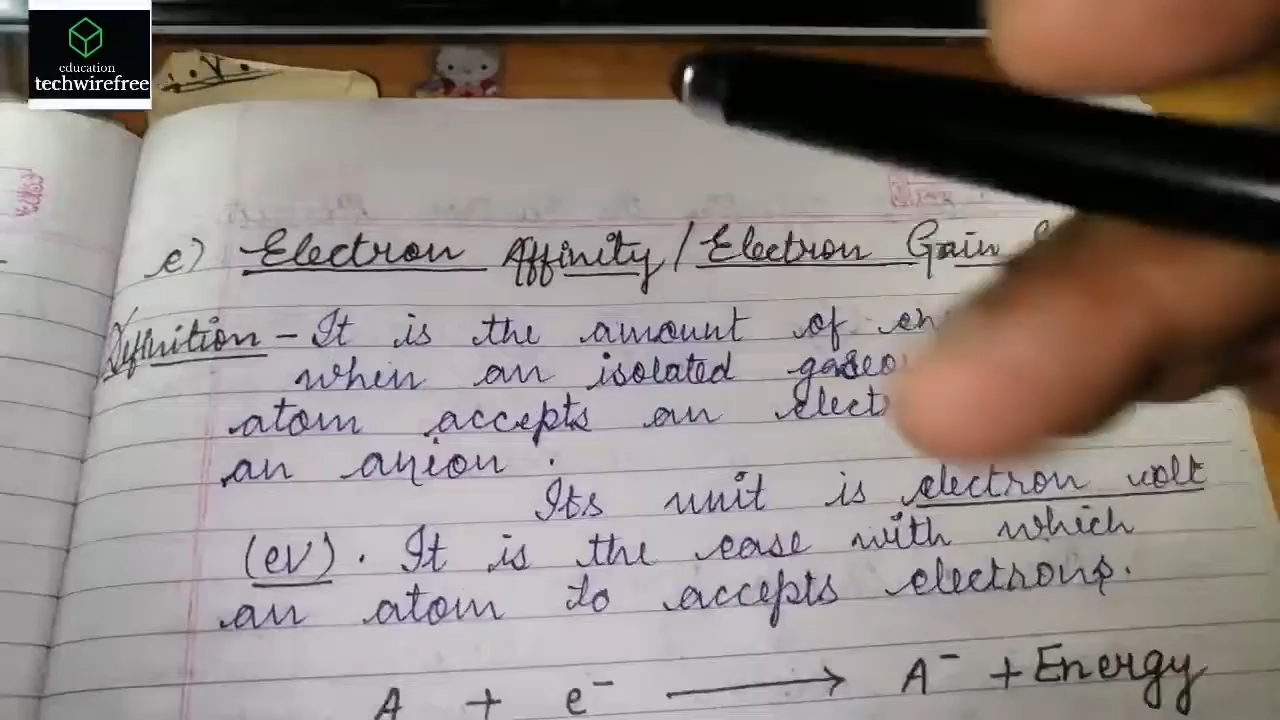 education
techwirefree
e) Electron Affinity / Electron Gain
Definition - It is the amount of
when an isolated
atom accepts an
an anion.
Its unit is electron volt
(ev). It is the ease with which
an atom to accepts electrons.
A + e⁻ ⟶ A⁻ + Energy